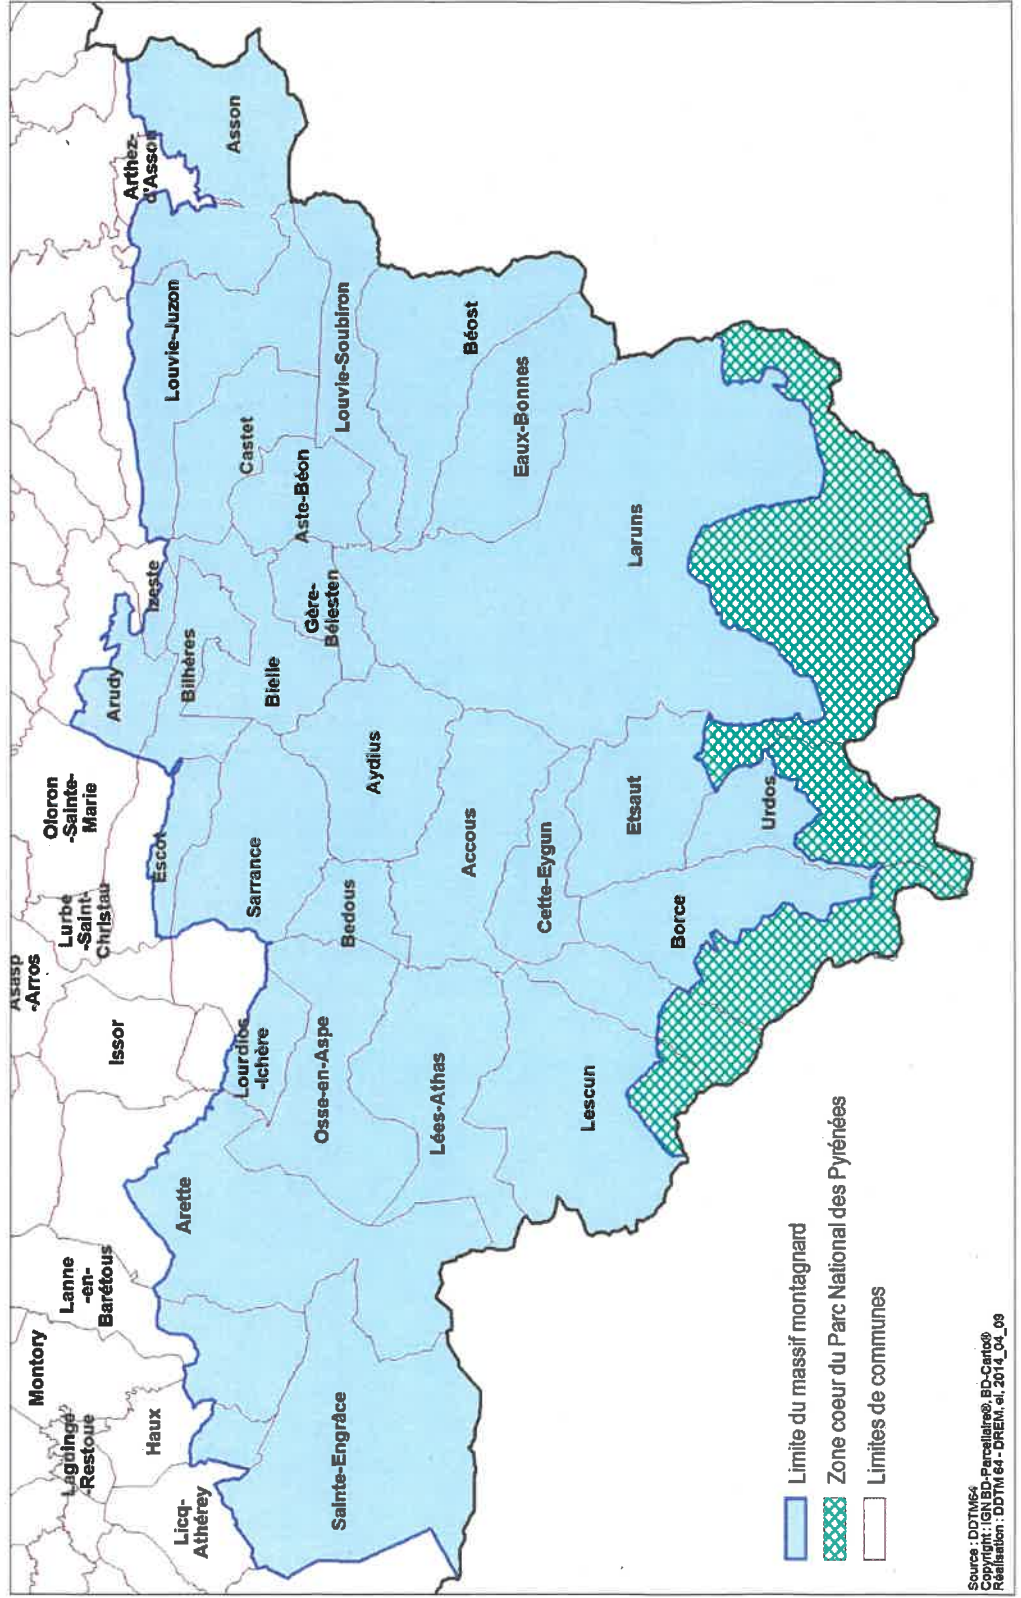 Montory
Laguinge
-Restoue
Haux
Licq-
Athérey
Lanne
-en-
Barétous
Sainte-Engrâce
Arette
Issor
Asasp
-Arros
Lurbe
-Saint-
Christau
Oloron
-Sainte-
Marie
Lourdios
-Ichère
Osse-en-Aspe
Lées-Athas
Lescun
Escot
Sarrance
Bedous
Aydius
Accous
Cette-Eygun
Etsaut
Borce
Urdos
Arudy
Izeste
Bilhères
Bielle
Gère-
Bélesten
Aste-Béon
Castet
Louvie-Juzon
Louvie-Soubiron
Béost
Eaux-Bonnes
Laruns
Arthez-
d'Asson
Asson
Limite du massif montagnard
Zone coeur du Parc National des Pyrénées
Limites de communes
Source : DDTM64
Copyright : IGN BD-Parcellaire®, BD-Carto®
Réalisation : DDTM 64 - DREM, el, 2014_04_09